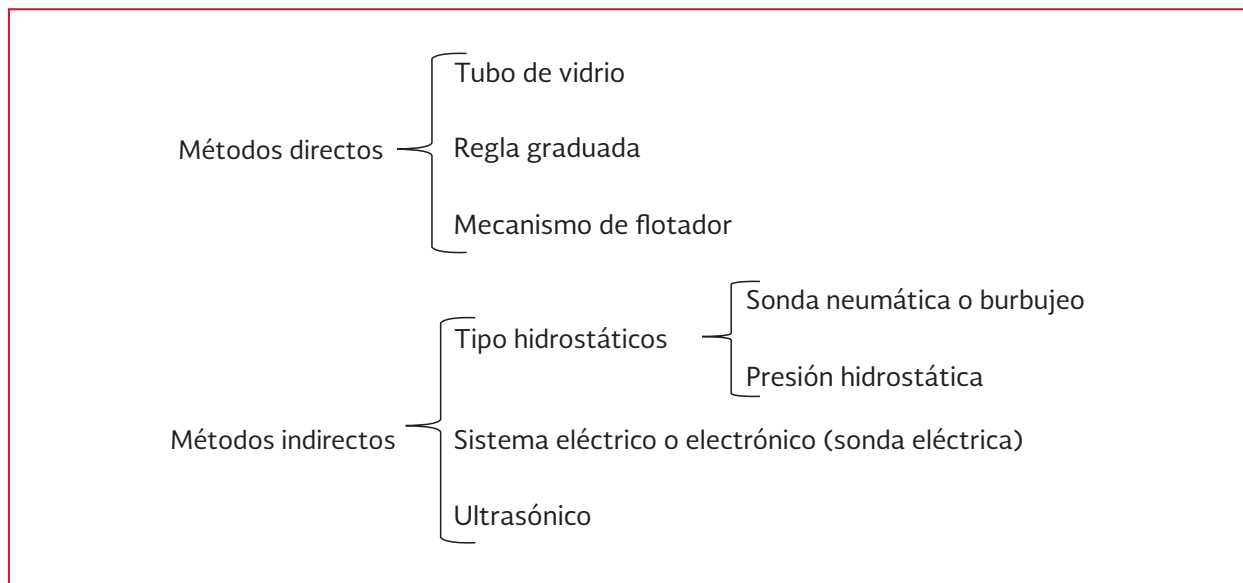 Métodos directos
Tubo de vidrio
Regla graduada
Mecanismo de flotador
Métodos indirectos
Tipo hidrostáticos
Sonda neumática o burbujeo
Presión hidrostática
Sistema eléctrico o electrónico (sonda eléctrica)
Ultrasónico